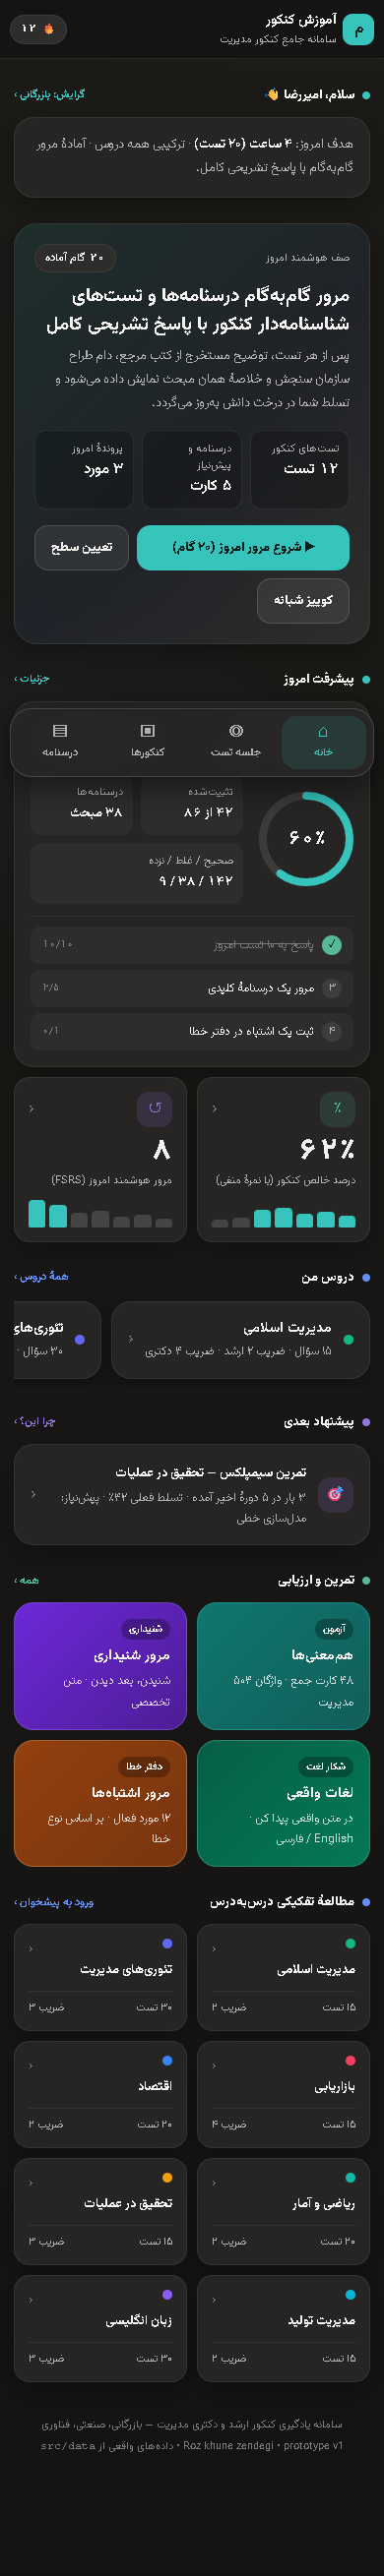 م
آموزش کنکور
سامانه جامع کنکور مدیریت
🔥 ۱۲
سلام، امیررضا 👋
گرایش: بازرگانی ›
هدف امروز: ۴ ساعت (۲۰ تست) · ترکیبی همه دروس · آمادهٔ مرور
گام‌به‌گام با پاسخ تشریحی کامل.
صف هوشمند امروز
۲۰ گام آماده
مرور گام‌به‌گام درسنامه‌ها و تست‌های
شناسنامه‌دار کنکور با پاسخ تشریحی کامل
پس از هر تست، توضیح مستخرج از کتب مرجع، دام طراح
سازمان سنجش و خلاصهٔ همان مبحث نمایش داده می‌شود و
تسلط شما در درخت دانش به‌روز می‌گردد.
تست‌های کنکور
۱۲ تست
درسنامه و
پیش‌نیاز
۵ کارت
پروندهٔ امروز
۳ مورد
▶ شروع مرور امروز (۲۰ گام)
تعیین سطح
کوییز شبانه
پیشرفت امروز
جزئیات ›
خانه
جلسه تست
کنکورها
درسنامه
۶۰٪
تثبیت‌شده
۴۲ از ۸۶
درسنامه‌ها
۳۸ مبحث
صحیح / غلط / نزده
۱۴۲ / ۳۸ / ۹
✓ پاسخ به ۱۰ تست امروز
۱۰/۱۰
۳ مرور یک درسنامهٔ کلیدی
۲/۵
۴ ثبت یک اشتباه در دفتر خطا
۰/۱
٪
›
۶۲٪
درصد خالص کنکور (با نمرهٔ منفی)
↺
›
۸
مرور هوشمند امروز (FSRS)
دروس من
همهٔ دروس ›
مدیریت اسلامی
۱۵ سؤال · ضریب ۲ ارشد · ضریب ۴ دکتری
›
تئوری‌های
۳۰ سؤال ·
پیشنهاد بعدی
چرا این؟ ›
تمرین سیمپلکس — تحقیق در عملیات
۳ بار در ۵ دورهٔ اخیر آمده · تسلط فعلی ۴۲٪ · پیش‌نیاز:
مدل‌سازی خطی
›
تمرین و ارزیابی
همه ›
آزمون
هم‌معنی‌ها
۴۸ کارت جمع · واژگان ۵۰۴
مدیریت
شنیداری
مرور شنیداری
شنیدن، بعد دیدن · متن
تخصصی
شکار لغت
لغات واقعی
در متن واقعی پیدا کن ·
English / فارسی
دفتر خطا
مرور اشتباه‌ها
۱۲ مورد فعال · بر اساس نوع
خطا
مطالعهٔ تفکیکی درس‌به‌درس
ورود به پیشخوان ›
›
مدیریت اسلامی
۱۵ تست
ضریب ۲
›
تئوری‌های مدیریت
۳۰ تست
ضریب ۳
›
بازاریابی
۱۵ تست
ضریب ۴
›
اقتصاد
۲۰ تست
ضریب ۲
›
ریاضی و آمار
۲۰ تست
ضریب ۲
›
تحقیق در عملیات
۱۵ تست
ضریب ۳
›
مدیریت تولید
۱۵ تست
ضریب ۲
›
زبان انگلیسی
۳۰ تست
ضریب ۳
سامانه یادگیری کنکور ارشد و دکتری مدیریت — بازرگانی، صنعتی، فناوری
Roz khune zendegi • prototype v1 • داده‌های واقعی از src/data